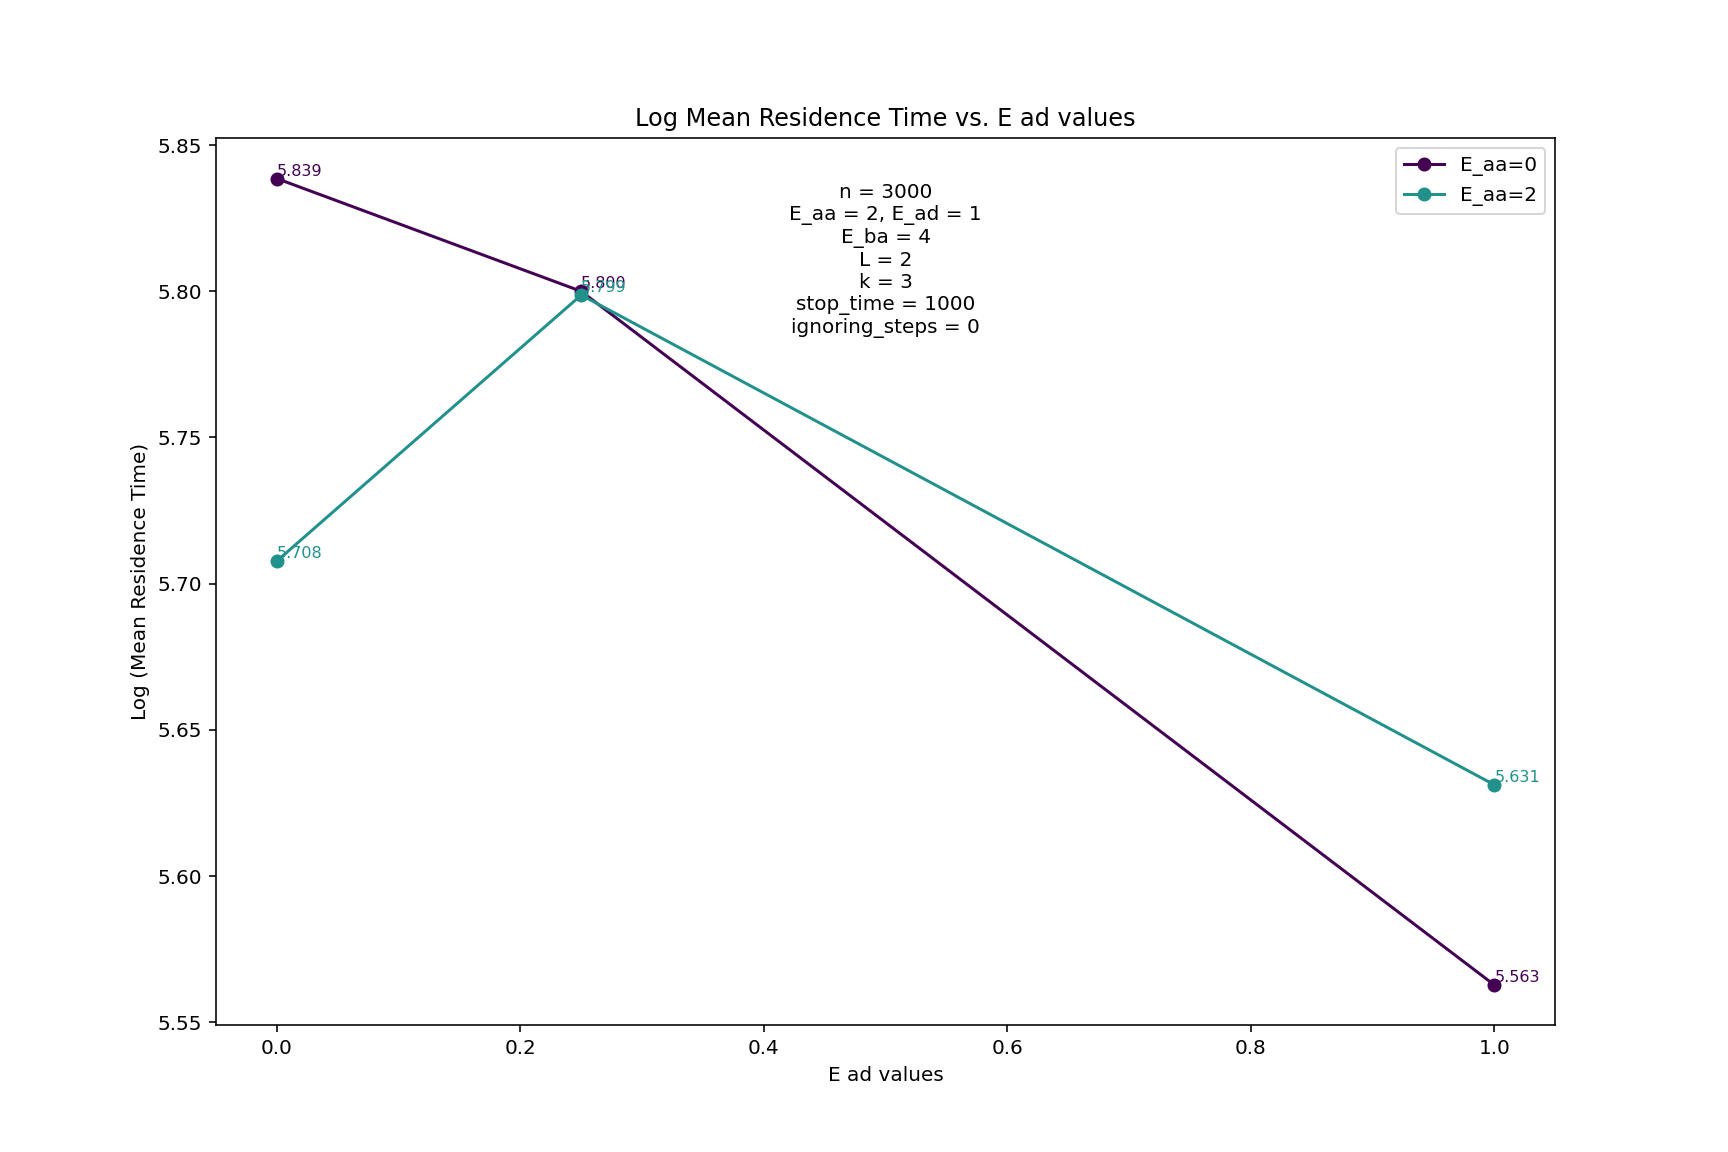 Log Mean Residence Time vs. E ad values
5.85
5.80
5.75
5.70
5.65
5.60
5.55
Log (Mean Residence Time)
5.839
5.800
5.799
5.708
5.631
5.563
n = 3000
E_aa = 2, E_ad = 1
E_ba = 4
L = 2
k = 3
stop_time = 1000
ignoring_steps = 0
E_aa=0
E_aa=2
0.0 0.2 0.4 0.6 0.8 1.0
E ad values